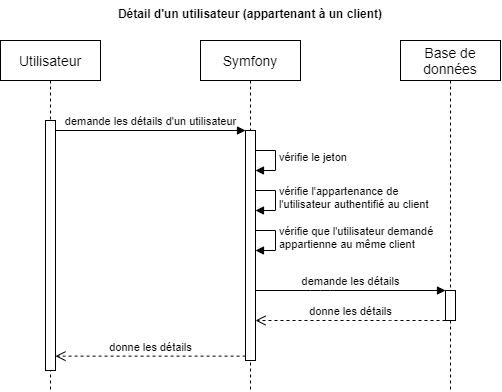 Détail d'un utilisateur (appartenant à un client)
Utilisateur
Symfony
Base de
données
demande les détails d'un utilisateur
vérifie le jeton
vérifie l'appartenance de
l'utilisateur authentifié au client
vérifie que l'utilisateur demandé
appartienne au même client
demande les détails
donne les détails
donne les détails